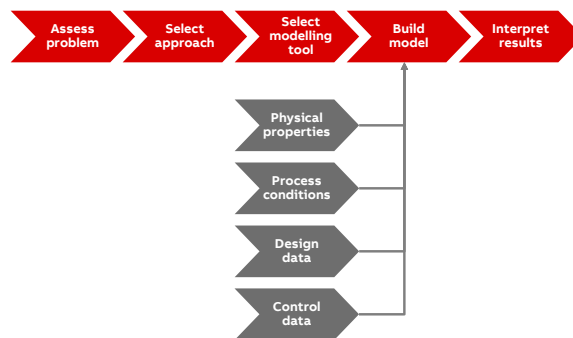 Assess
problem
Select
approach
Select
modelling
tool
Build
model
Interpret
results
Physical
properties
Process
conditions
Design
data
Control
data